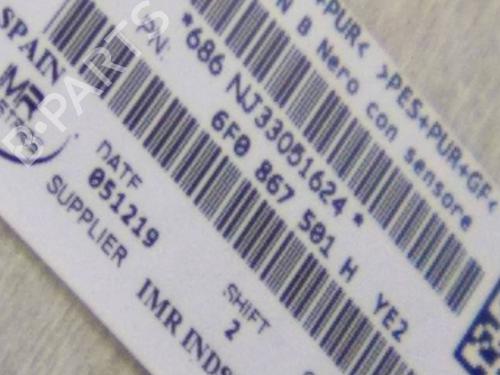 +PUR< >PES+PUR+GF<
N B Nero con sensore
PN:
*686 NJ33051624*
6F0 867 501 H YE2
SPAIN
IMR
DATE
051219
SUPPLIER
SHIFT
2
IMR INDS
B-PARTS